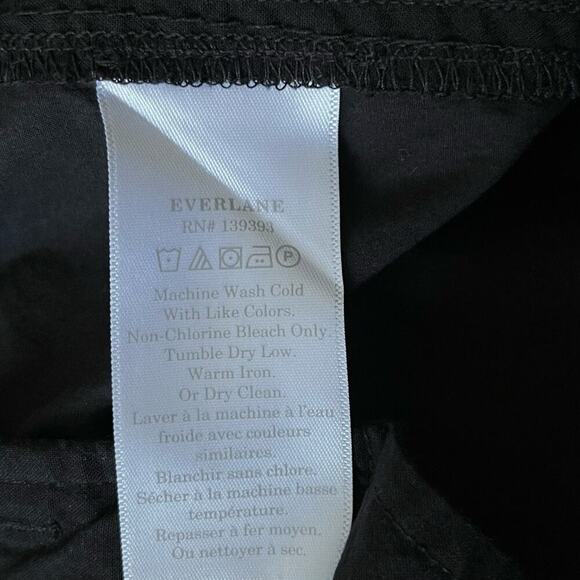 EVERLANE
RN# 139393
P
Machine Wash Cold
With Like Colors.
Non-Chlorine Bleach Only.
Tumble Dry Low.
Warm Iron.
Or Dry Clean.
Laver à la machine à l'eau
froide avec couleurs
similaires.
Blanchir sans chlore.
Sécher à la machine basse
température.
Repasser à fer moyen.
Ou nettoyer à sec.